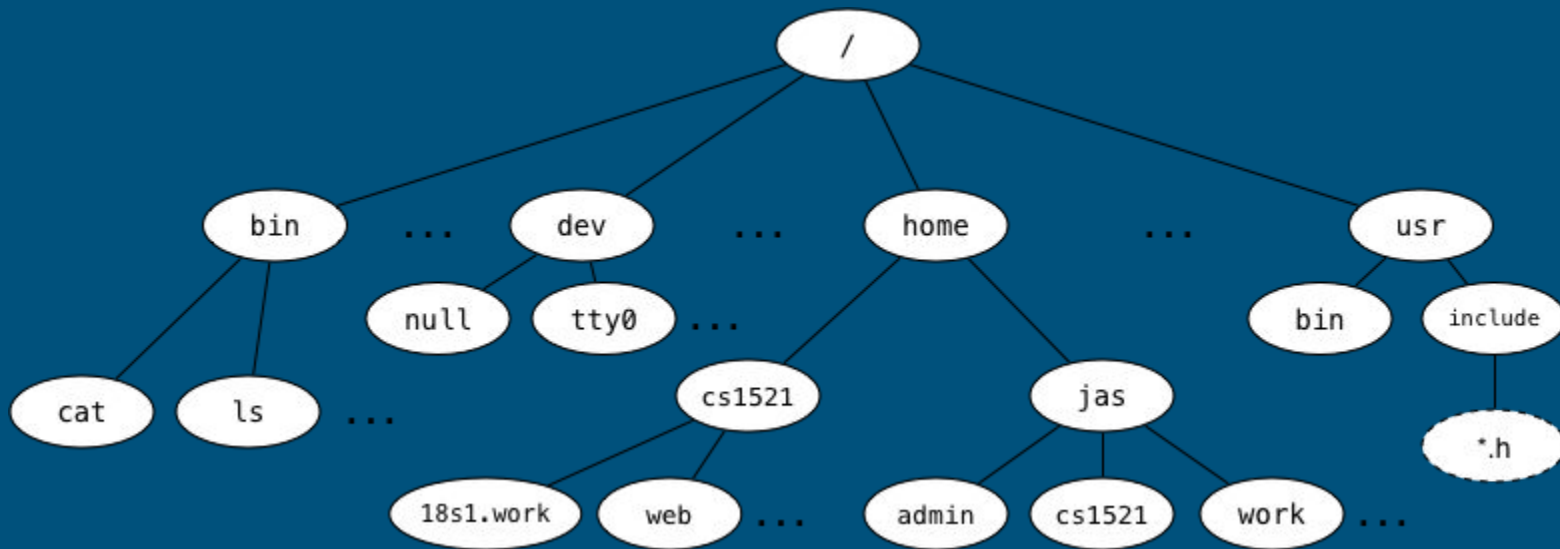 /
bin ... dev ... home ... usr
null tty0 ... bin include
cat ls ... cs1521 jas *.h
18s1.work web ... admin cs1521 work ...